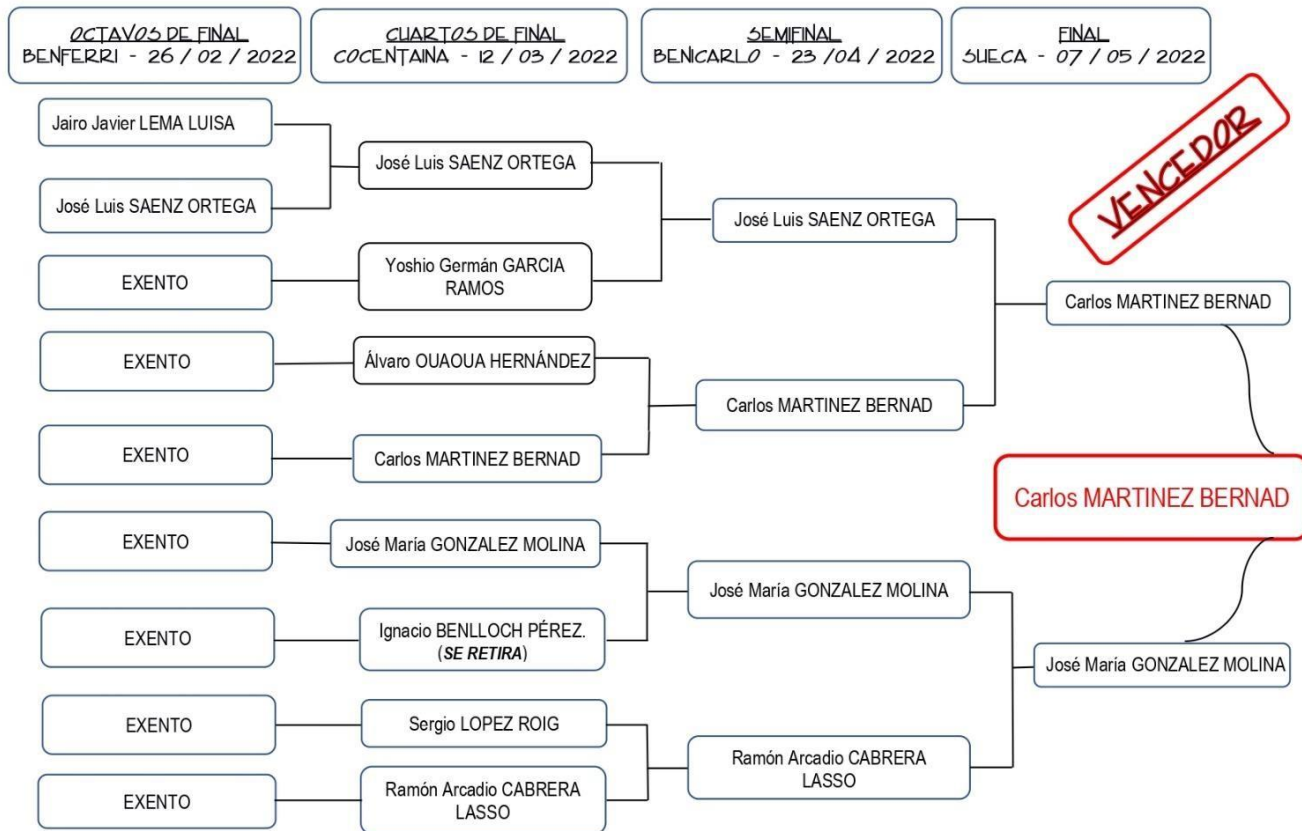 OCTAVOS DE FINAL
BENFERRI - 26 / 02 / 2022
CUARTOS DE FINAL
COCENTAINA - 12 / 03 / 2022
SEMIFINAL
BENICARLO - 23 /04 / 2022
FINAL
SUECA - 07 / 05 / 2022
VENCEDOR
Jairo Javier LEMA LUISA
José Luis SAENZ ORTEGA
EXENTO
EXENTO
EXENTO
EXENTO
EXENTO
EXENTO
EXENTO
José Luis SAENZ ORTEGA
Yoshio Germán GARCIA
RAMOS
Álvaro OUAOUA HERNÁNDEZ
Carlos MARTINEZ BERNAD
José María GONZALEZ MOLINA
Ignacio BENLLOCH PÉREZ.
(SE RETIRA)
Sergio LOPEZ ROIG
Ramón Arcadio CABRERA
LASSO
José Luis SAENZ ORTEGA
Carlos MARTINEZ BERNAD
José María GONZALEZ MOLINA
Ramón Arcadio CABRERA
LASSO
Carlos MARTINEZ BERNAD
Carlos MARTINEZ BERNAD
José María GONZALEZ MOLINA